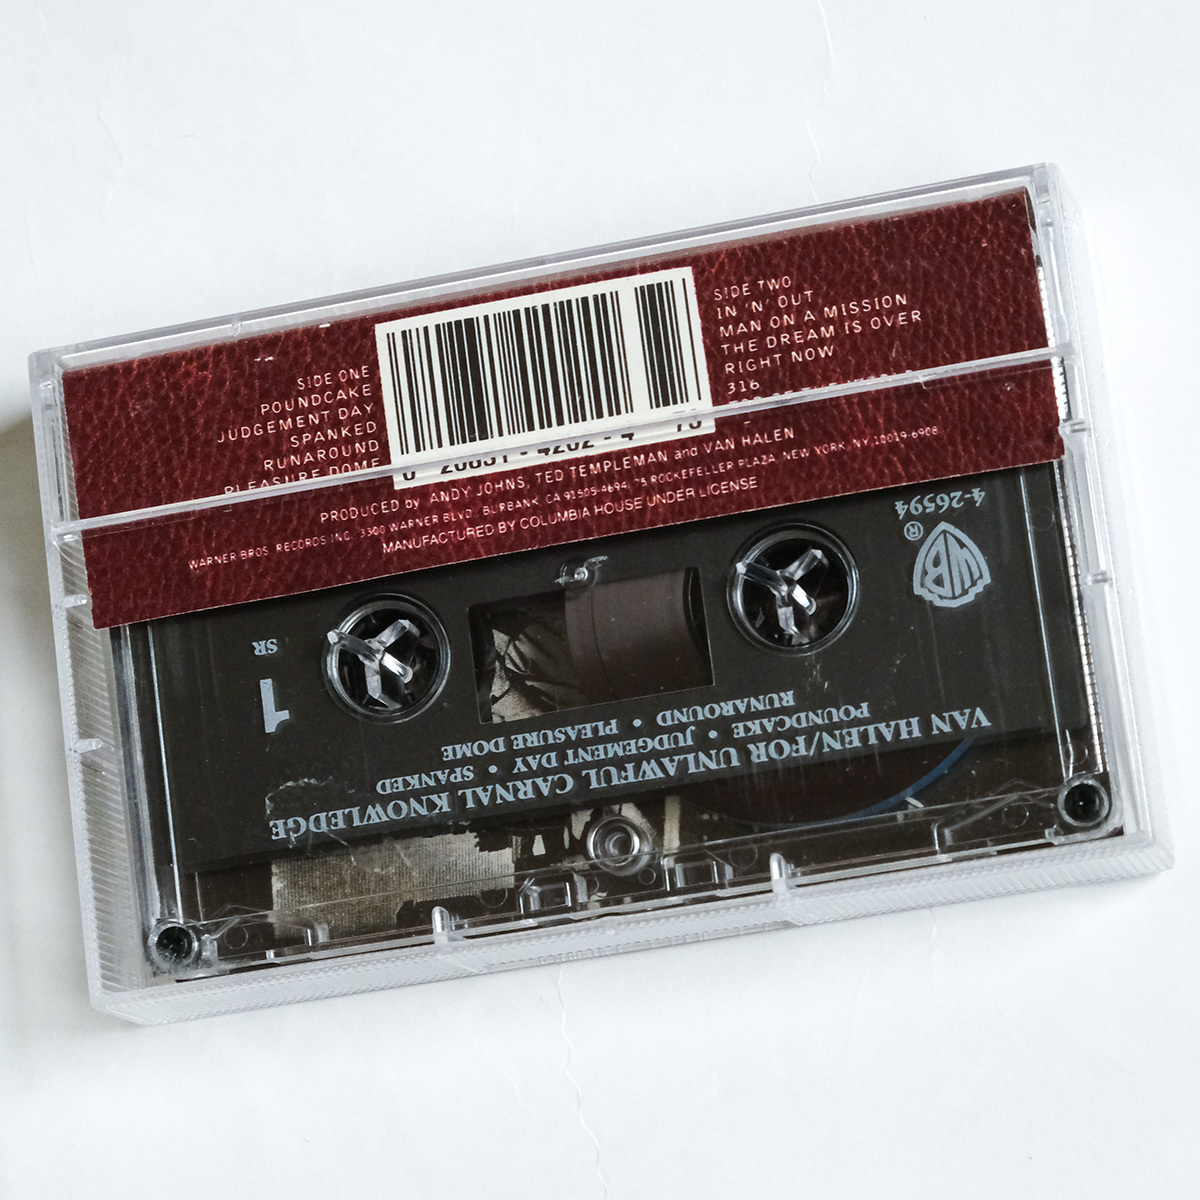 SIDE ONE
POUNDCAKE
JUDGEMENT DAY
SPANKED
RUNAROUND
PLEASURE DOME
SIDE TWO
IN 'N' OUT
MAN ON A MISSION
THE DREAM IS OVER
RIGHT NOW
316
PRODUCED by ANDY JOHNS, TED TEMPLEMAN and VAN HALEN
WARNER BROS. RECORDS INC. 3300 WARNER BLVD. BURBANK, CA 91505-4694, 75 ROCKEFELLER PLAZA, NEW YORK, NY 10019-6908
MANUFACTURED BY COLUMBIA HOUSE UNDER LICENSE
VAN HALEN/FOR UNLAWFUL CARNAL KNOWLEDGE
POUNDCAKE • JUDGEMENT DAY • SPANKED
RUNAROUND • PLEASURE DOME
1
SR
WB®
4-26594